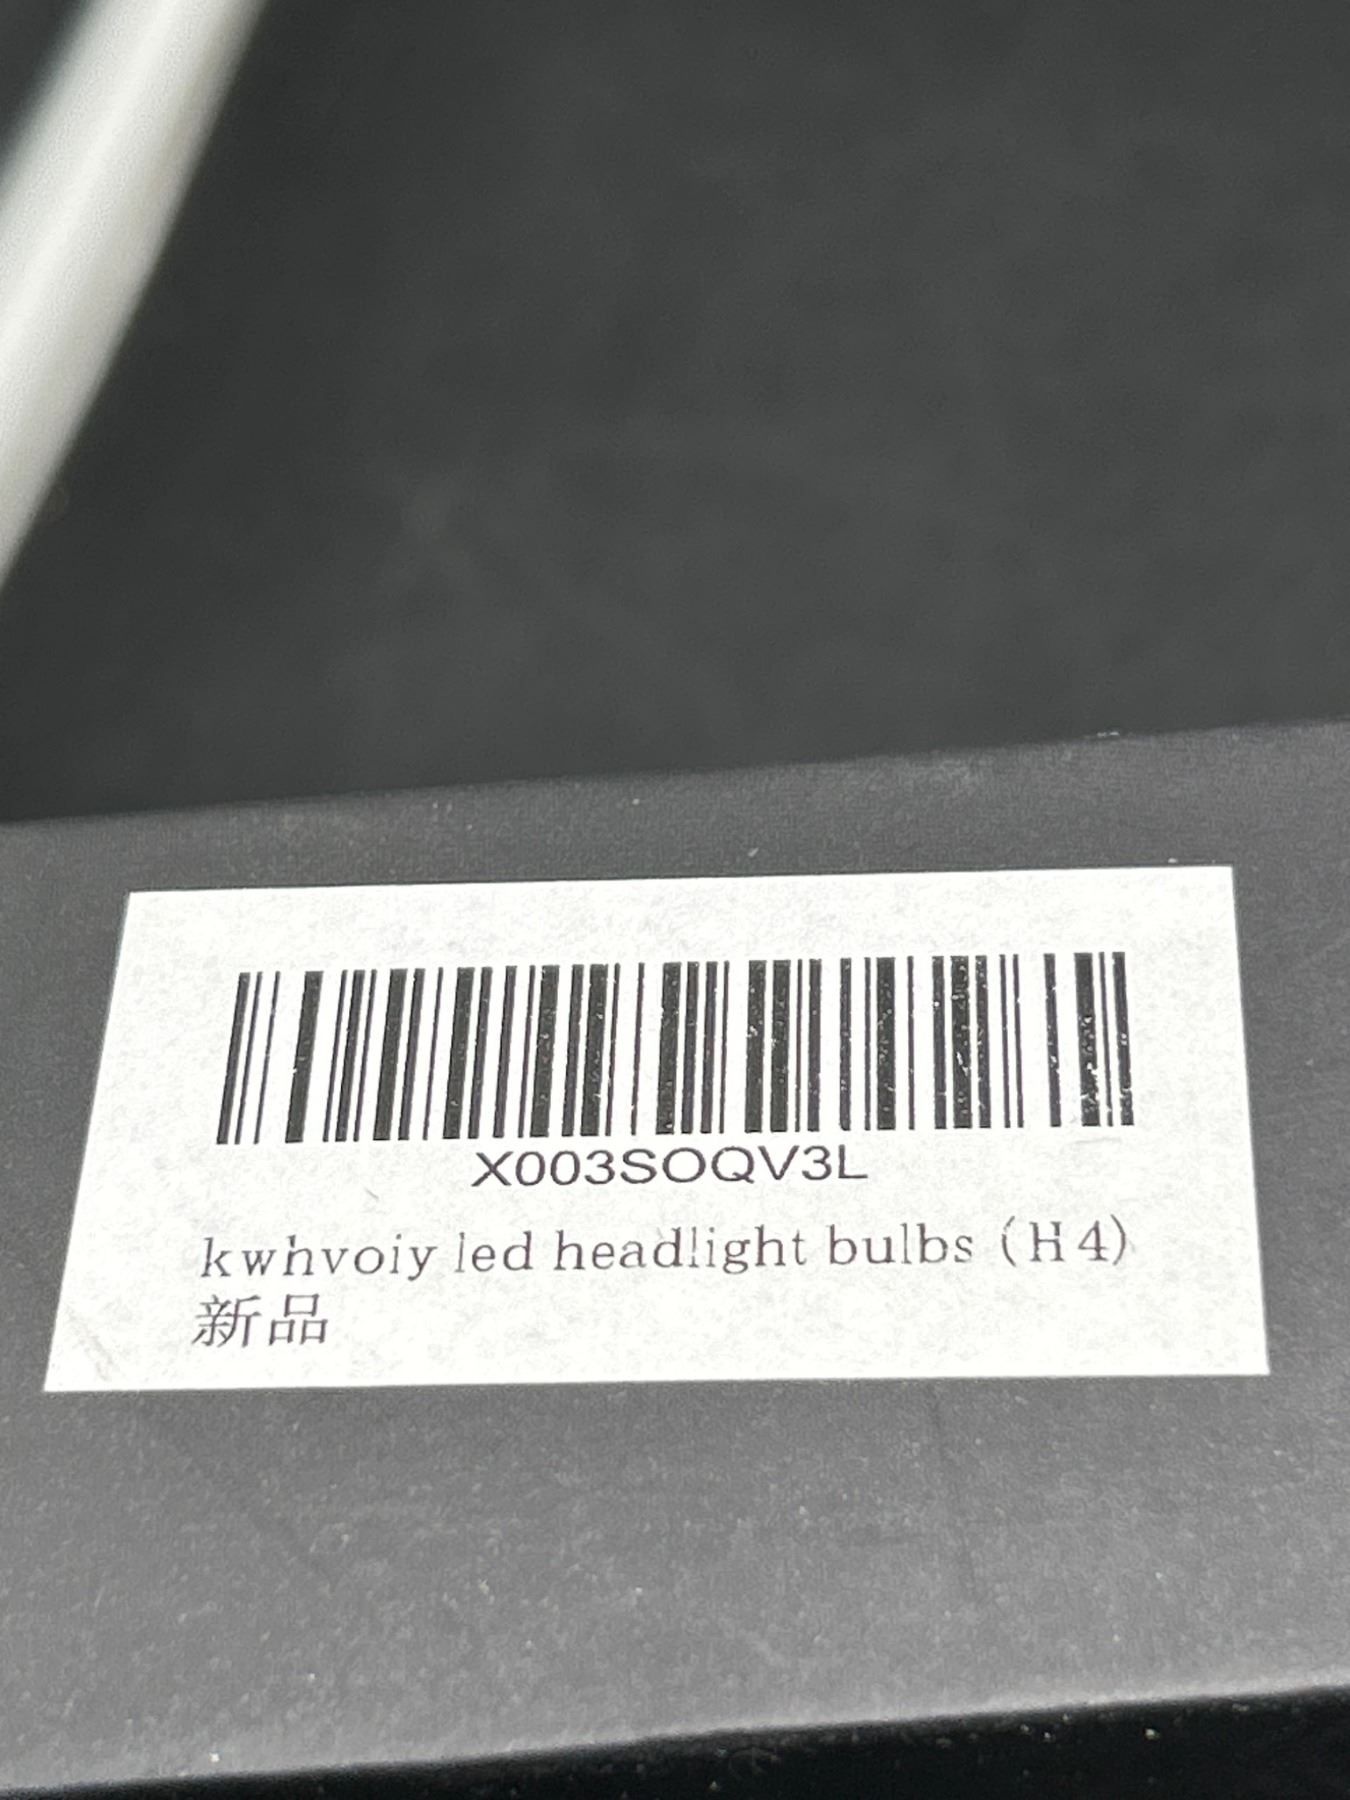 X003SOQV3L
kwhvoiy led headlight bulbs (H4)
新品